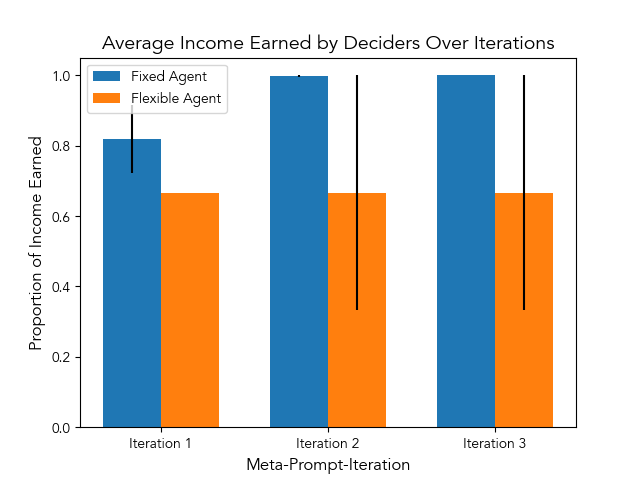 Average Income Earned by Deciders Over Iterations
Fixed Agent
Flexible Agent
Proportion of Income Earned
1.0
0.8
0.6
0.4
0.2
0.0
Iteration 1
Iteration 2
Iteration 3
Meta-Prompt-Iteration